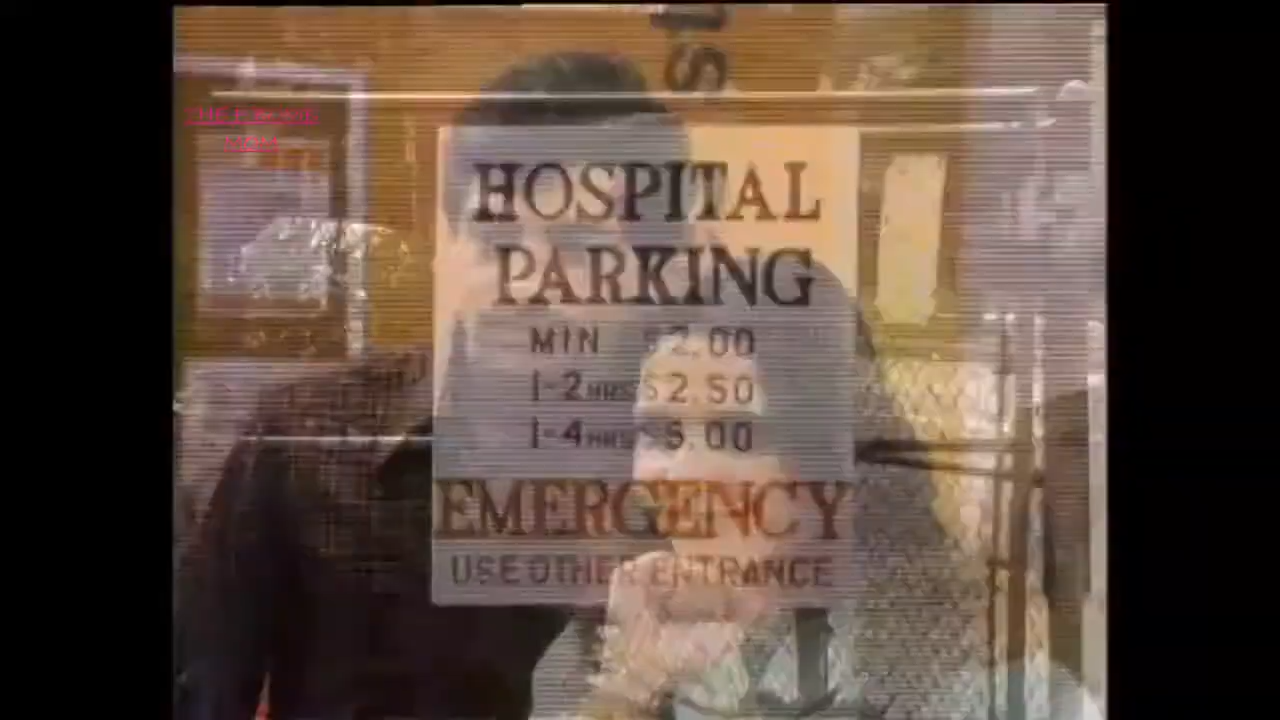 HOSPITAL
PARKING
MIN $2.00
1-2 HRS $2.50
1-4 HRS $5.00
EMERGENCY
USE OTHER ENTRANCE